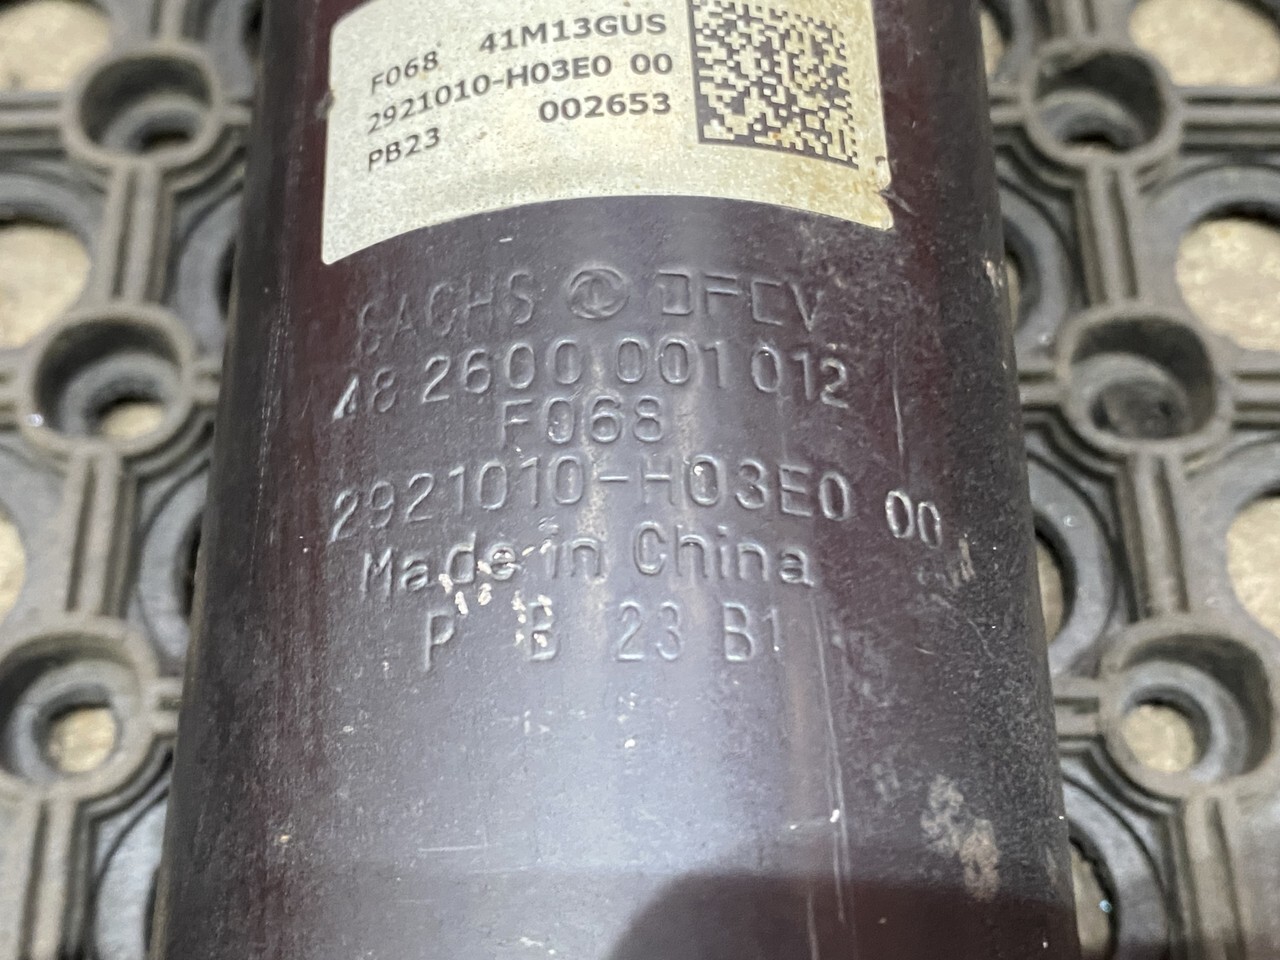 F068 41M13GUS
2921010-H03E0 00
PB23 002653
SACHS DFCV
48 2600 001 012
F068
2921010-H03E0 00
Made in China
P B 23 B1